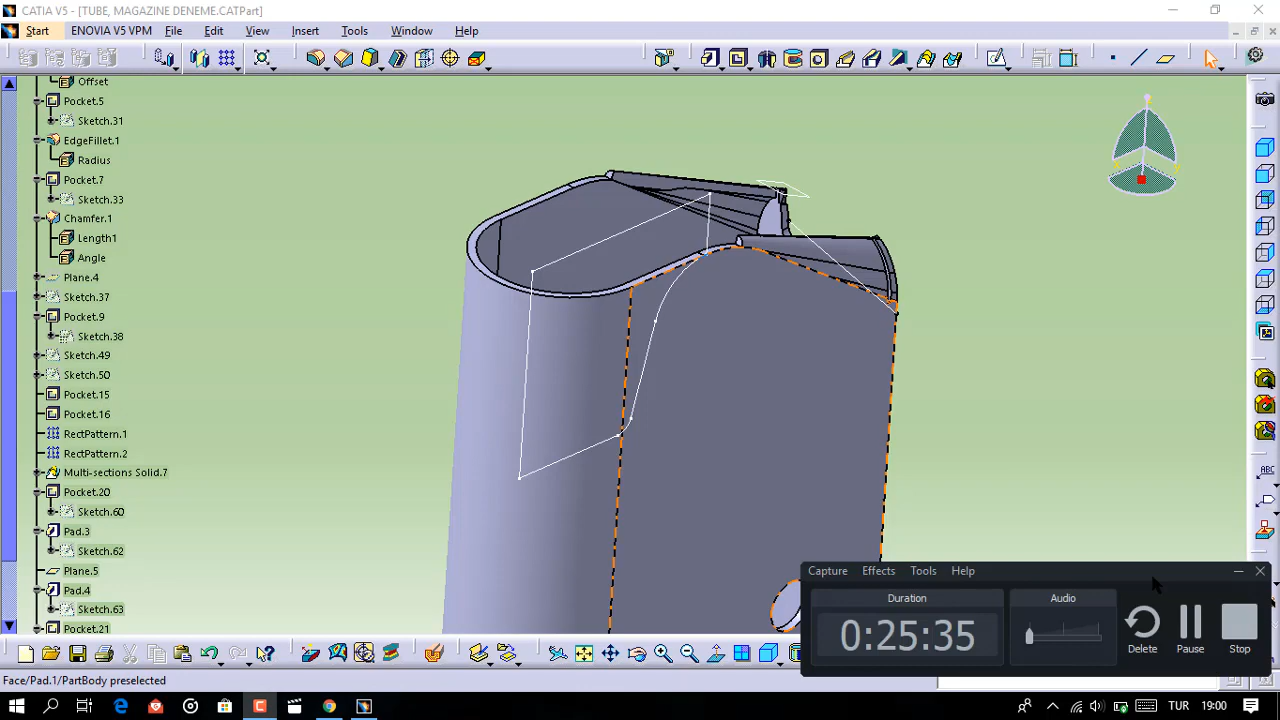 CATIA V5 - [TUBE, MAGAZINE DENEME.CATPart]
Start ENOVIA V5 VPM File Edit View Insert Tools Window Help
Offset
Pocket.5
Sketch.31
EdgeFillet.1
Radius
Pocket.7
Sketch.33
Chamfer.1
Length1
Angle
Plane.4
Sketch.37
Pocket.9
Sketch.38
Sketch.49
Sketch.50
Pocket.15
Pocket.16
RectPattern.1
RectPattern.2
Multi-sections Solid.7
Pocket.20
Sketch.60
Pad.3
Sketch.62
Plane.5
Pad.4
Sketch.63
Pocket.21
ABC
Capture Effects Tools Help
Duration Audio
0:25:35
Delete Pause Stop
Face/Pad.1/PartBody preselected
TUR 19:00